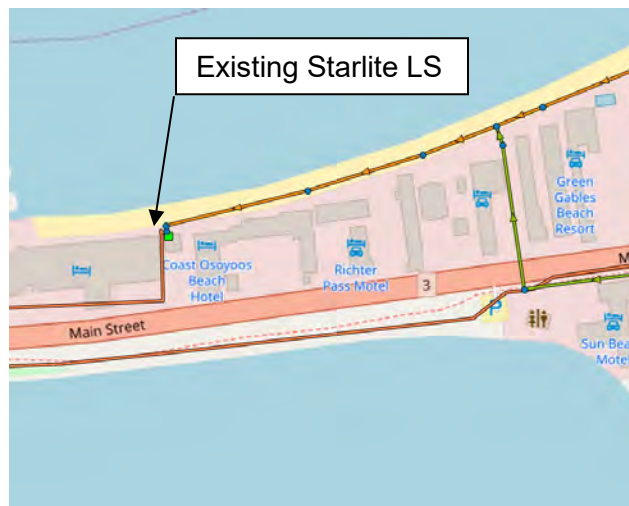 Existing Starlite LS
Green
Gables
Beach
Resort
Coast Osoyoos
Beach
Hotel
Richter
Pass Motel
3
M
Main Street
P
Sun Bea
Motel